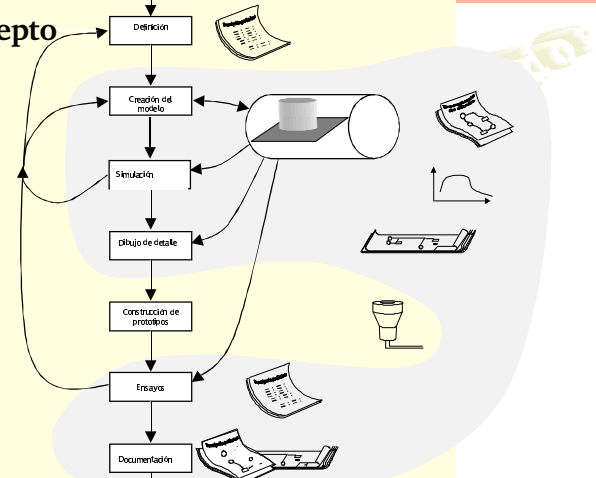 epto
Definición
Creación del
modelo
Simulación
Dibujo de detalle
Construcción de
prototipos
Ensayos
Documentación